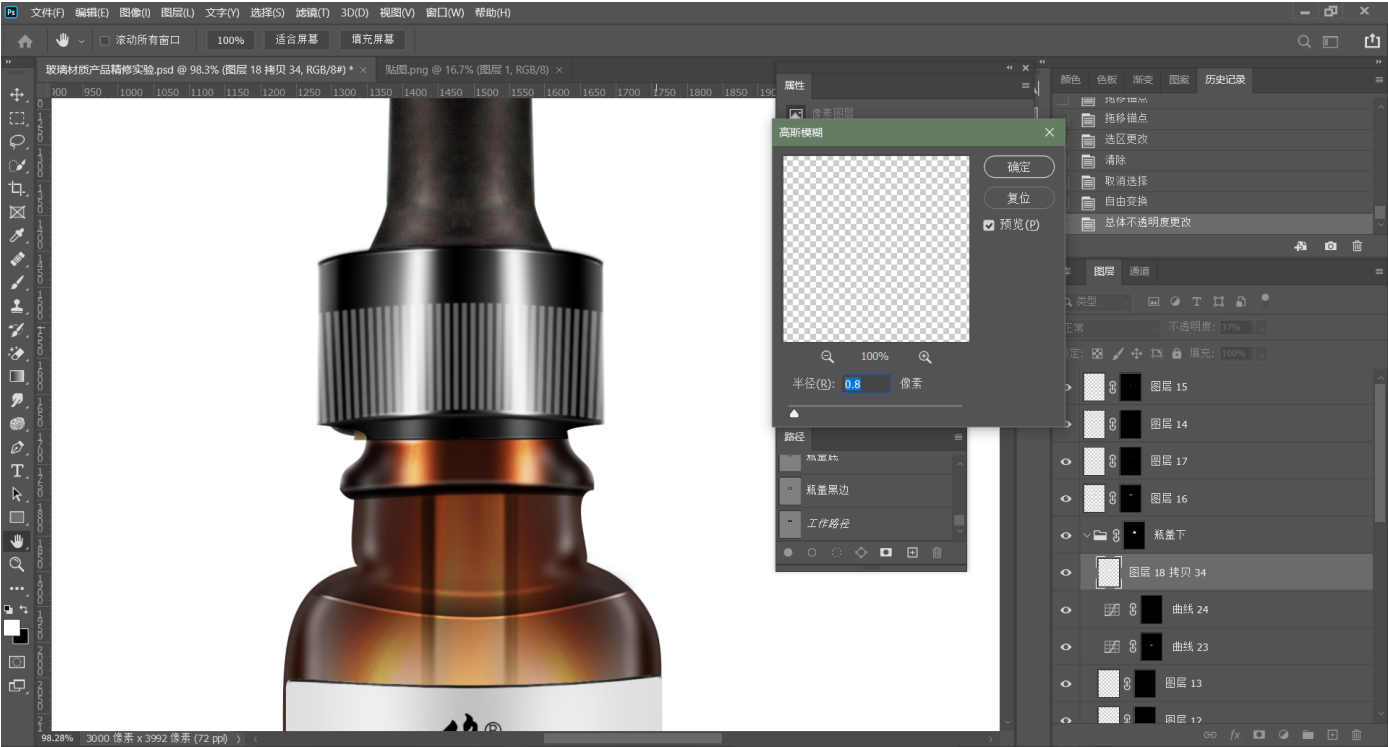 Ps 文件(F) 编辑(E) 图像(I) 图层(L) 文字(Y) 选择(S) 滤镜(T) 3D(D) 视图(V) 窗口(W) 帮助(H)
滚动所有窗口 100% 适合屏幕 填充屏幕
玻璃材质产品精修实验.psd @ 98.3% (图层 18 拷贝 34, RGB/8#) * × 贴图.png @ 16.7% (图层 1, RGB/8) ×
900 950 1000 1050 1100 1150 1200 1250 1300 1350 1400 1450 1500 1550 1600 1650 1700 1750 1800 1850
属性
像素图层
高斯模糊
确定
复位
预览(P)
100%
半径(R): 0.8 像素
颜色 色板 渐变 图案 历史记录
拖移锚点
拖移锚点
选区更改
清除
取消选择
自由变换
总体不透明度更改
图层 通道
类型
正常 不透明度: 37%
填充: 100%
图层 15
图层 14
图层 17
图层 16
瓶盖下
图层 18 拷贝 34
曲线 24
曲线 23
图层 13
图层 12
路径
瓶盖底
瓶盖黑边
工作路径
®
98.28% 3000 像素 x 3992 像素 (72 ppi)